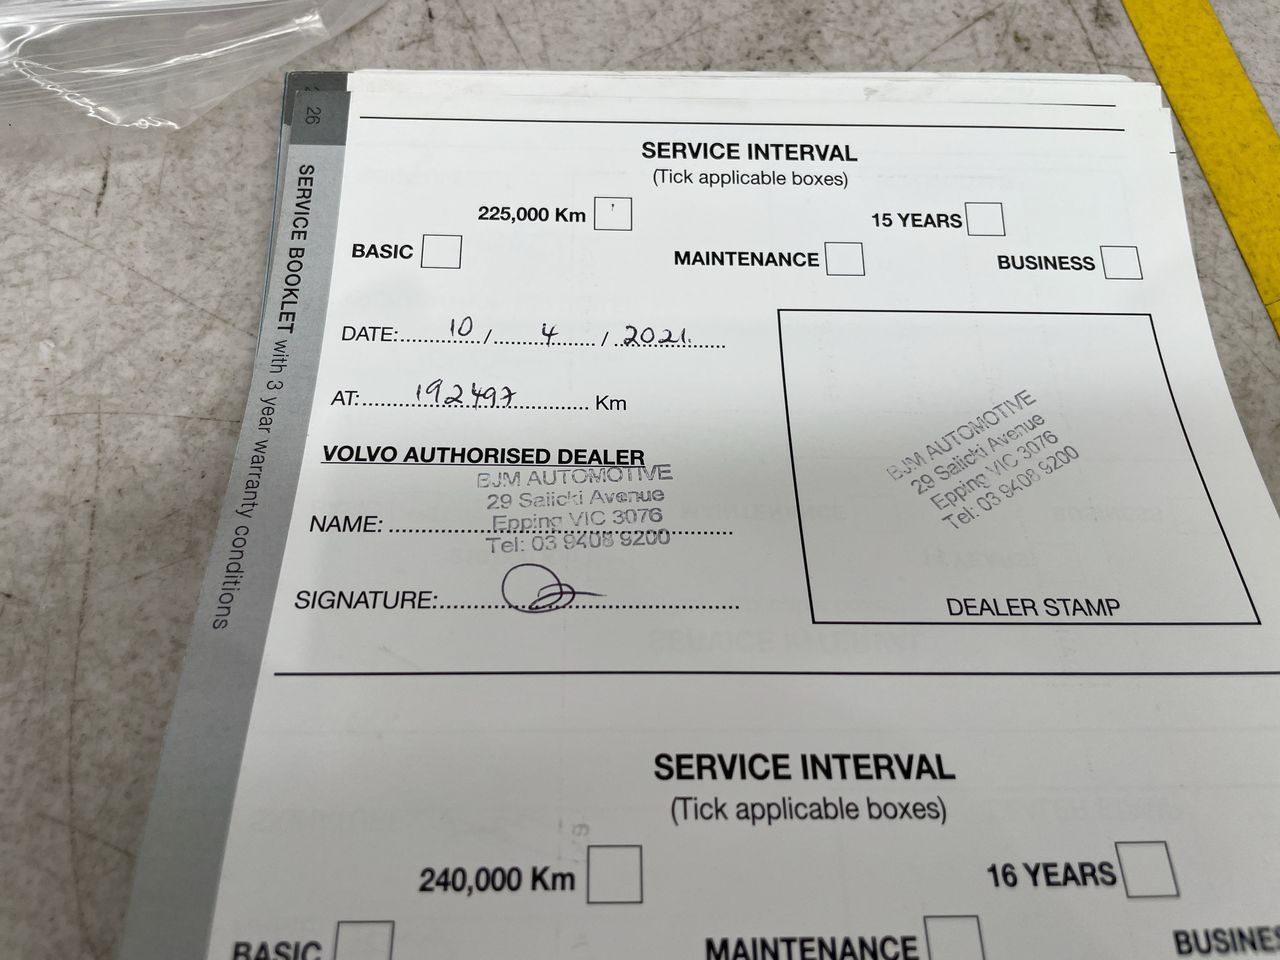 26
SERVICE BOOKLET with 3 year warranty conditions
SERVICE INTERVAL
(Tick applicable boxes)
225,000 Km
15 YEARS
BASIC
MAINTENANCE
BUSINESS
DATE: 10 / 4 / 2021.
AT: 192497 Km
VOLVO AUTHORISED DEALER
BJM AUTOMOTIVE
29 Salicki Avenue
Epping VIC 3076
NAME:
Tel: 03 9408 9200
SIGNATURE:
BJM AUTOMOTIVE
29 Salicki Avenue
Epping VIC 3076
Tel: 03 9408 9200
DEALER STAMP
SERVICE INTERVAL
(Tick applicable boxes)
240,000 Km
16 YEARS
BASIC
MAINTENANCE